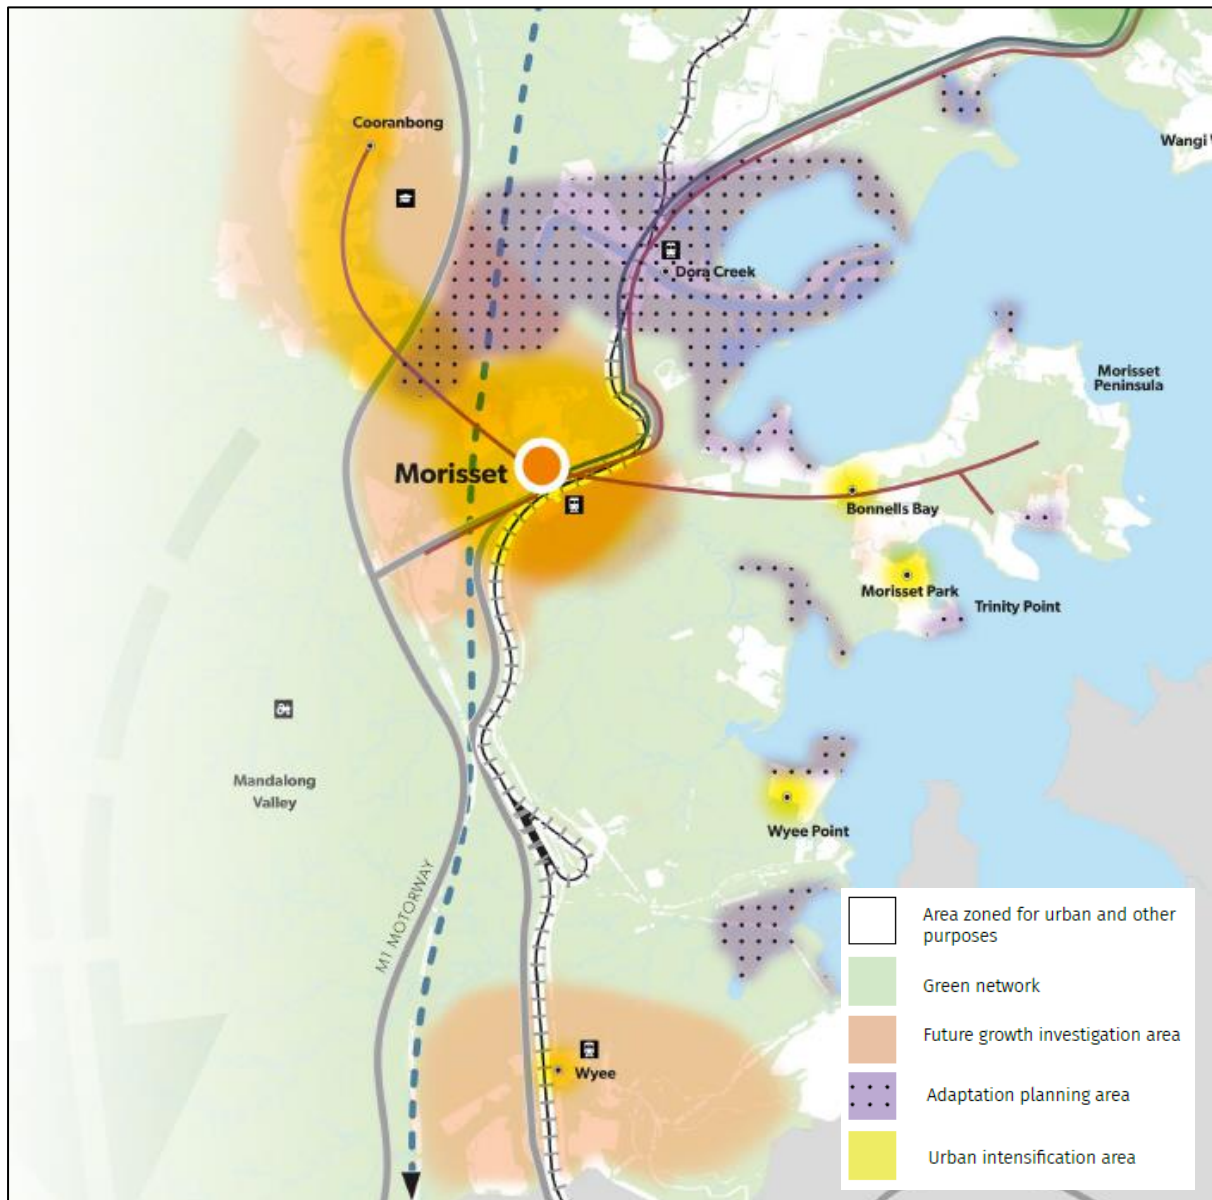 Cooranbong
Wangi
Dora Creek
Morisset
Peninsula
Morisset
Bonnells Bay
Morisset Park
Trinity Point
Mandalong
Valley
Wyee Point
M1 MOTORWAY
Area zoned for urban and other
purposes
Green network
Future growth investigation area
Adaptation planning area
Urban intensification area
Wyee